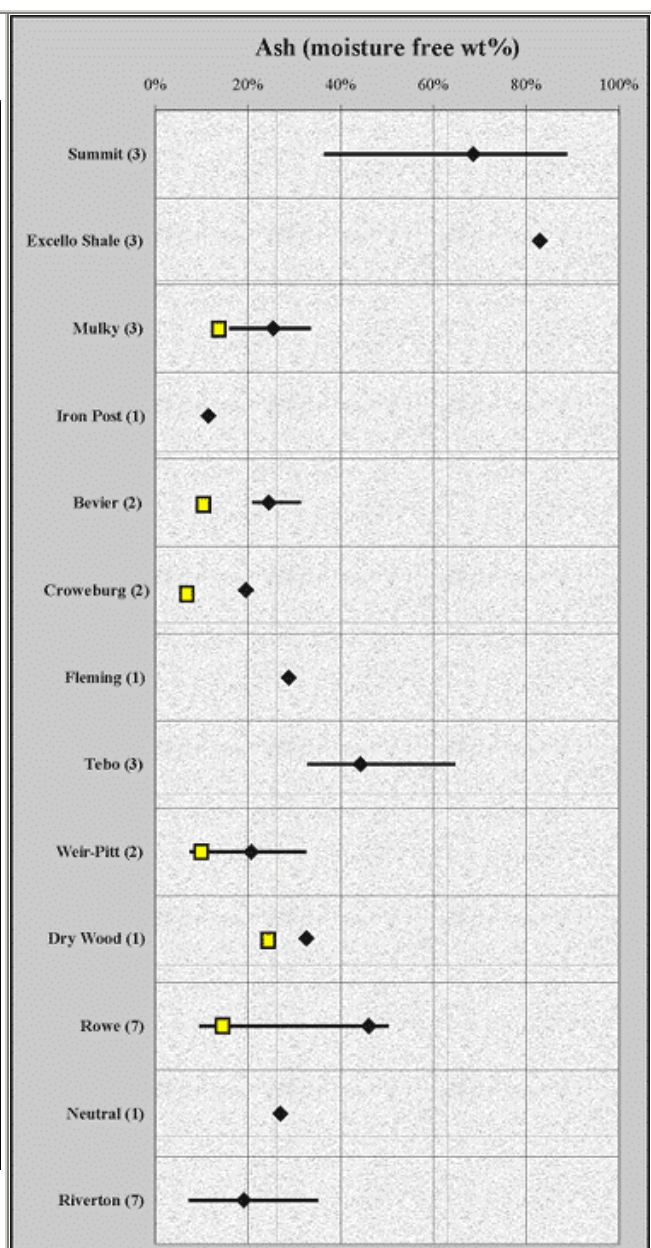 Ash (moisture free wt%)
0% 20% 40% 60% 80% 100%
Summit (3)
Excello Shale (3)
Mulky (3)
Iron Post (1)
Bevier (2)
Croweburg (2)
Fleming (1)
Tebo (3)
Weir-Pitt (2)
Dry Wood (1)
Rowe (7)
Neutral (1)
Riverton (7)